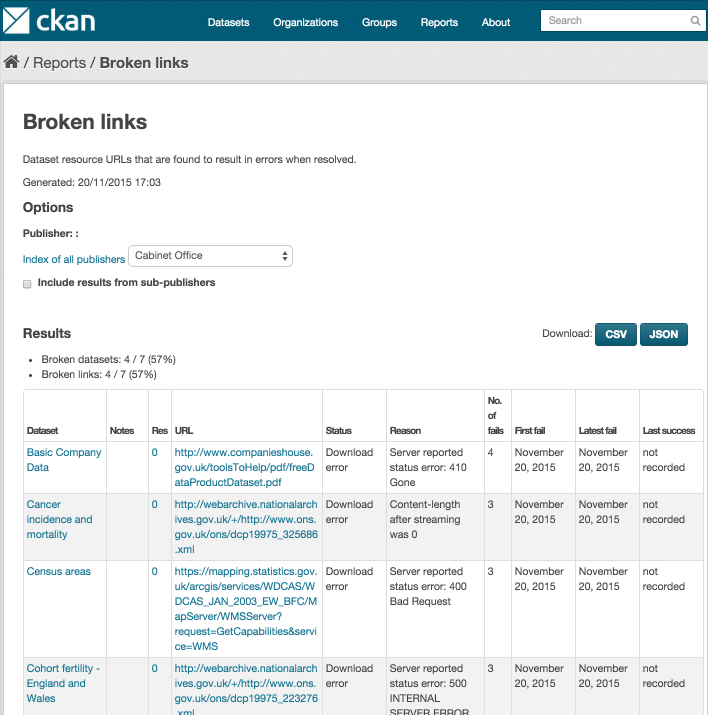 ckan
Datasets Organizations Groups Reports About Search
/ Reports / Broken links
Broken links
Dataset resource URLs that are found to result in errors when resolved.
Generated: 20/11/2015 17:03
Options
Publisher: :
Index of all publishers Cabinet Office
Include results from sub-publishers
Results
Download: CSV JSON
Broken datasets: 4 / 7 (57%)
Broken links: 4 / 7 (57%)
No.
of
Dataset Notes Res URL Status Reason fails First fail Latest fail Last success
Basic Company 0 http://www.companieshouse. Download Server reported 4 November November not
Data gov.uk/toolsToHelp/pdf/freeD error status error: 410 20, 2015 20, 2015 recorded
ataProductDataset.pdf Gone
Cancer 0 http://webarchive.nationalarch Download Content-length 3 November November not
incidence and ives.gov.uk/+/http://www.ons. error after streaming 20, 2015 20, 2015 recorded
mortality gov.uk/ons/dcp19975_325686 was 0
.xml
Census areas 0 https://mapping.statistics.gov. Download Server reported 3 November November not
uk/arcgis/services/WDCAS/W error status error: 400 20, 2015 20, 2015 recorded
DCAS_JAN_2003_EW_BFC/M Bad Request
apServer/WMSServer?
request=GetCapabilities&servi
ce=WMS
Cohort fertility - 0 http://webarchive.nationalarch Download Server reported 3 November November not
England and ives.gov.uk/+/http://www.ons. error status error: 500 20, 2015 20, 2015 recorded
Wales gov.uk/ons/dcp19975_223276 INTERNAL
.xml SERVER ERROR